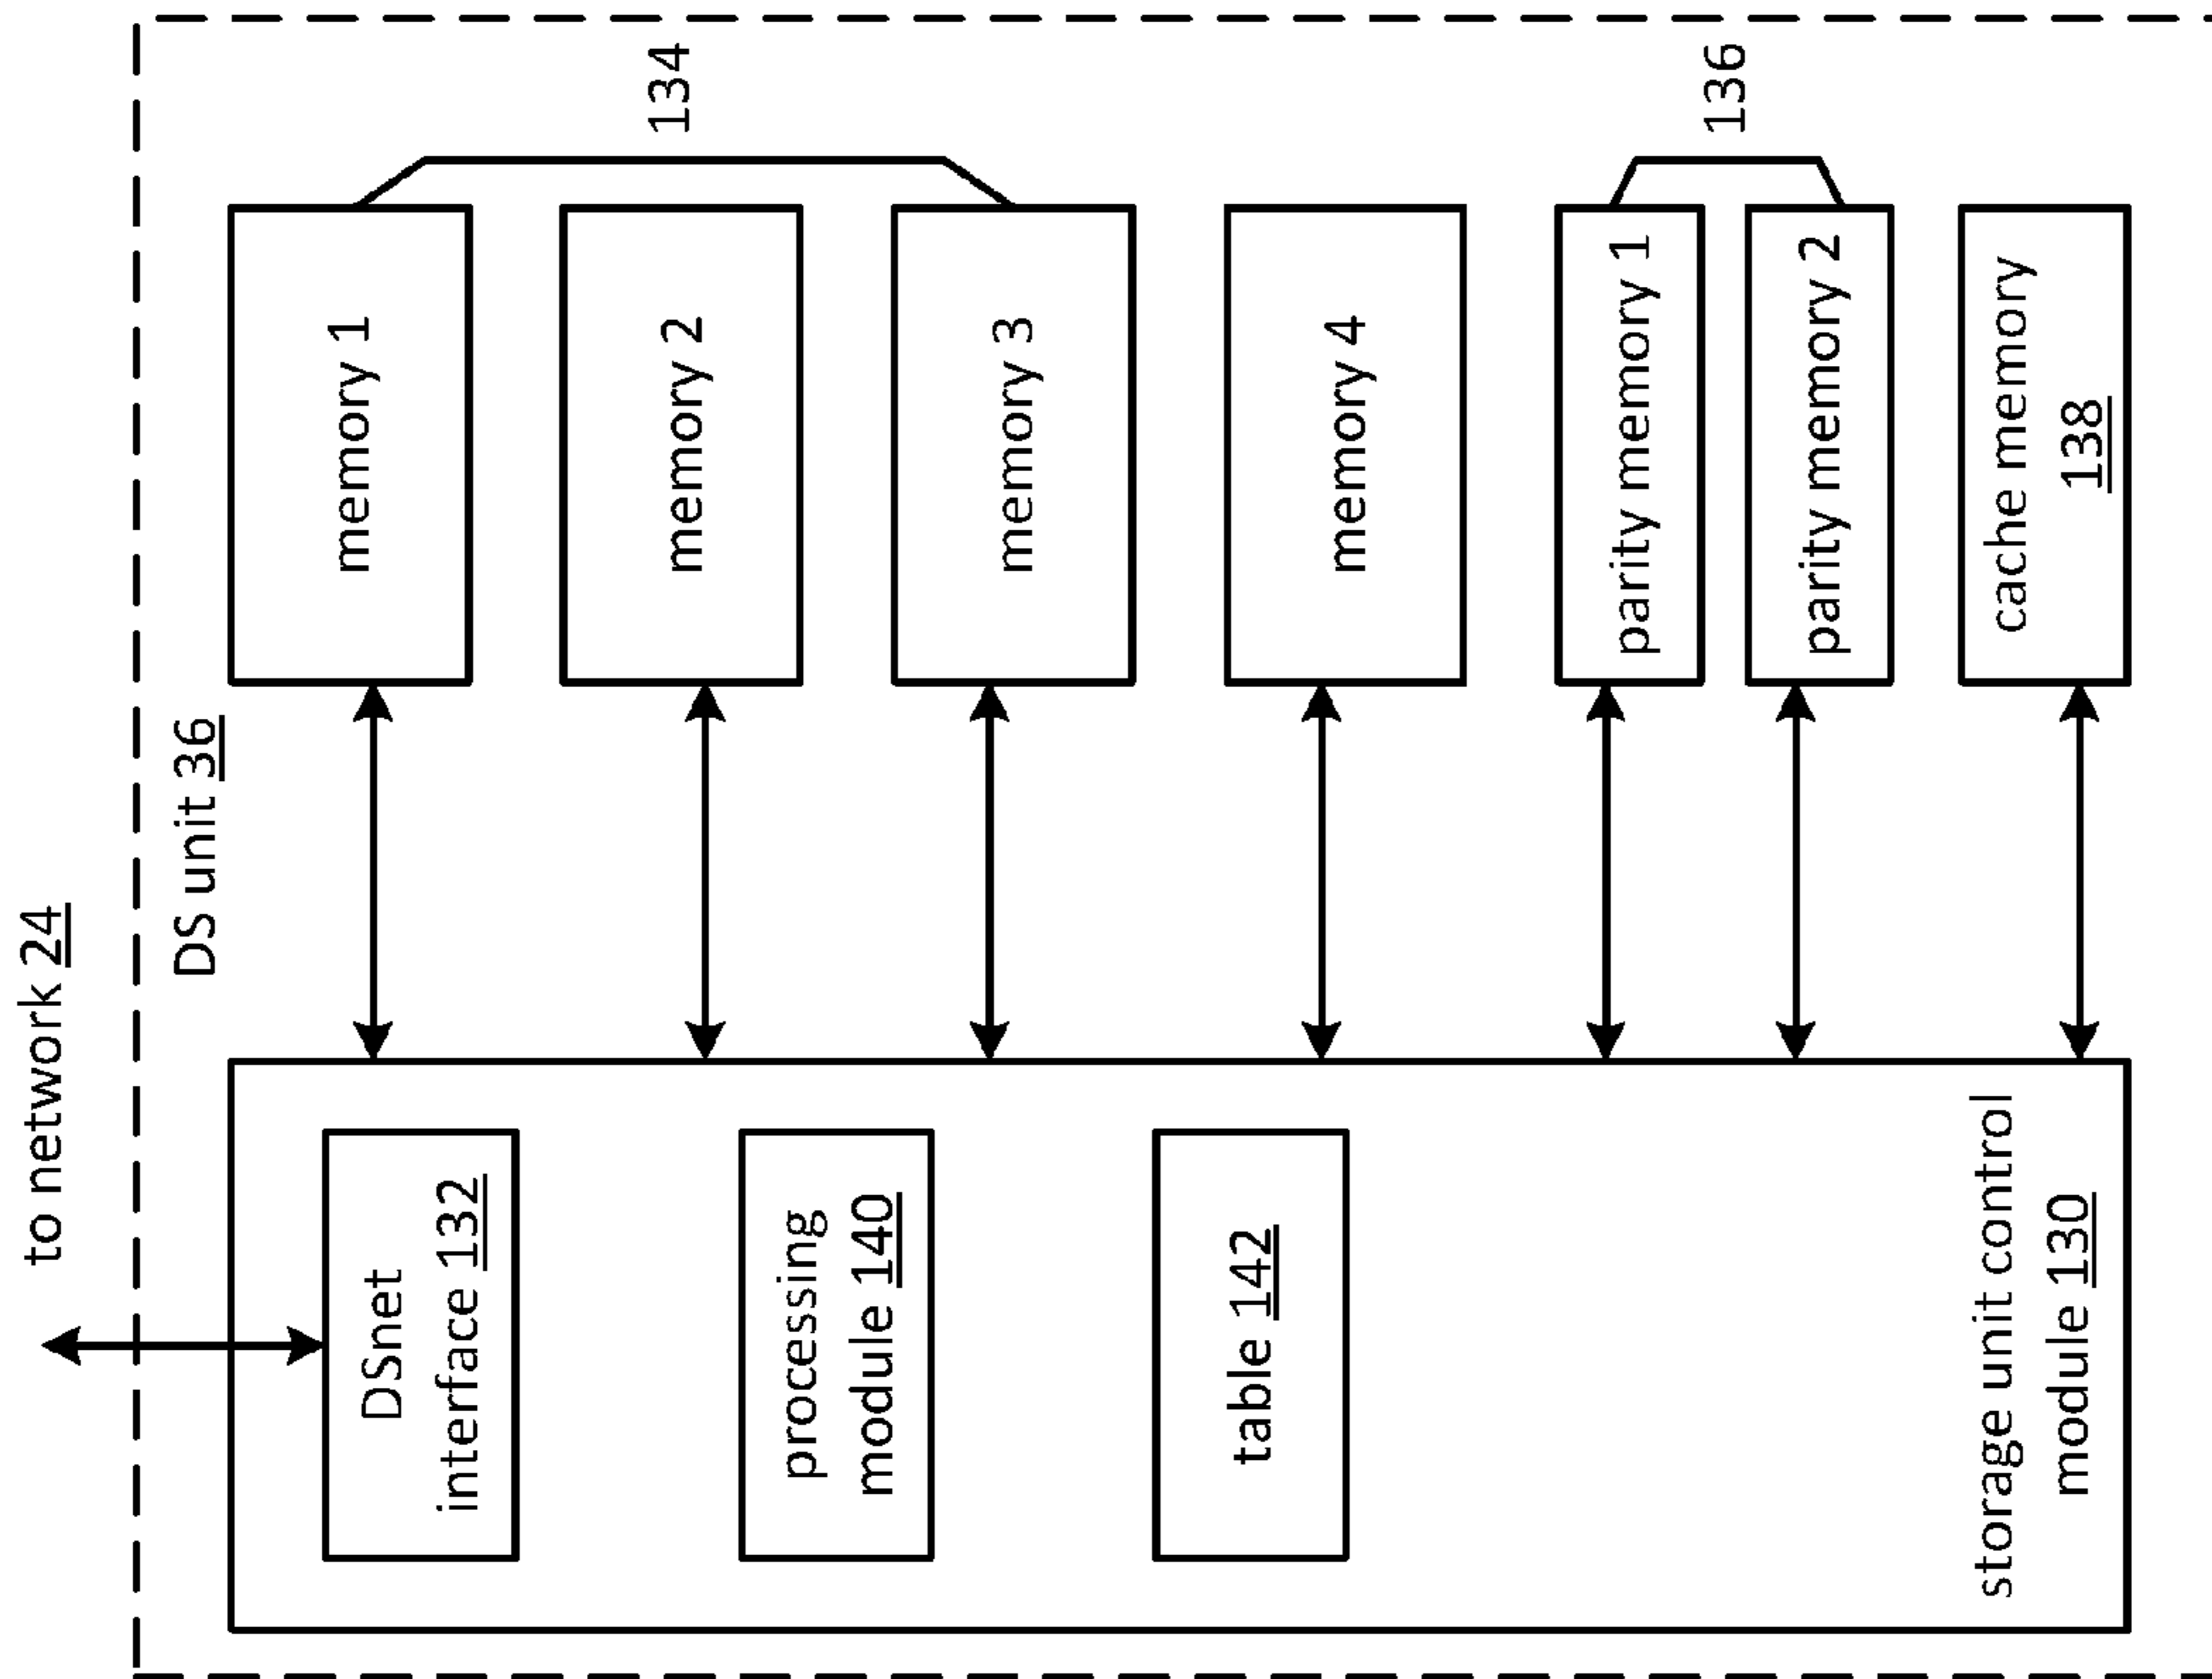 to network 24
DS unit 36
DSnet
interface 132
processing
module 140
table 142
storage unit control
module 130
memory 1
memory 2
memory 3
memory 4
parity memory 1
parity memory 2
cache memory
138
134
136